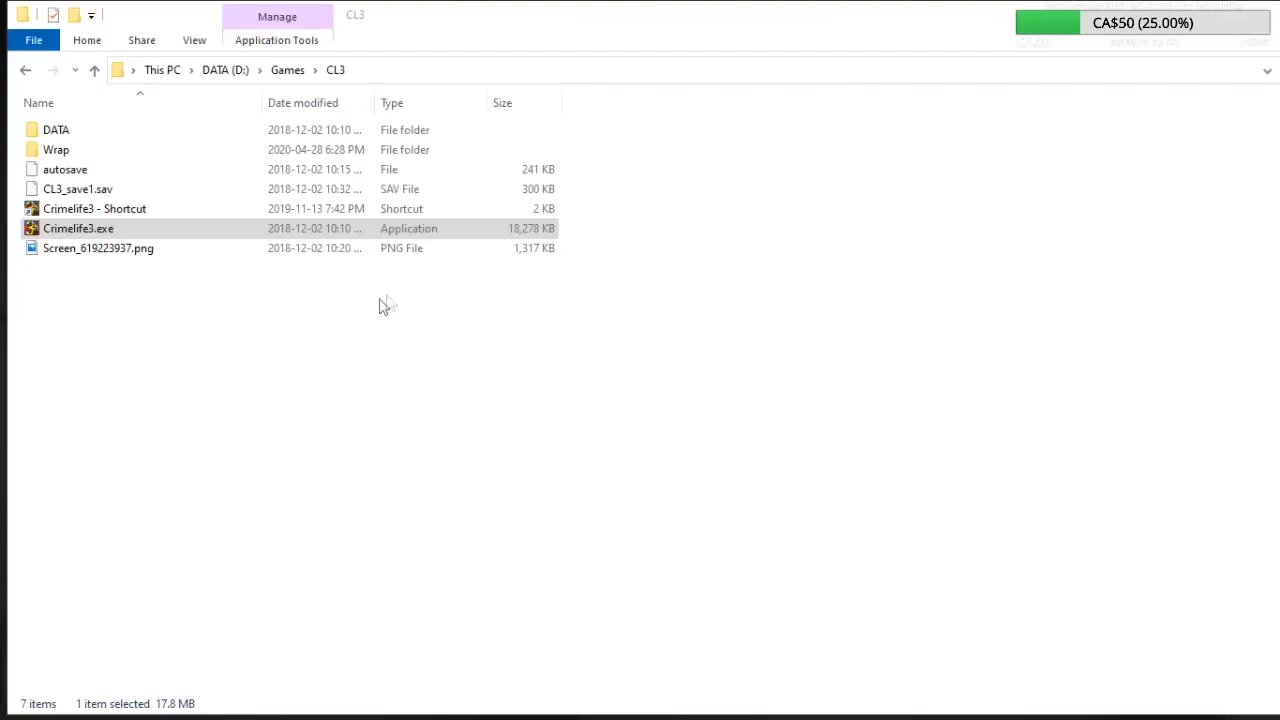 Manage
CL3
CA$50 (25.00%)
File
Home
Share
View
Application Tools
This PC > DATA (D:) > Games > CL3
Name
Date modified
Type
Size
DATA 2018-12-02 10:10 ... File folder
Wrap 2020-04-28 6:28 PM File folder
autosave 2018-12-02 10:15 ... File 241 KB
CL3_save1.sav 2018-12-02 10:32 ... SAV File 300 KB
Crimelife3 - Shortcut 2019-11-13 7:42 PM Shortcut 2 KB
Crimelife3.exe 2018-12-02 10:10 ... Application 18,278 KB
Screen_619223937.png 2018-12-02 10:20 ... PNG File 1,317 KB
7 items 1 item selected 17.8 MB